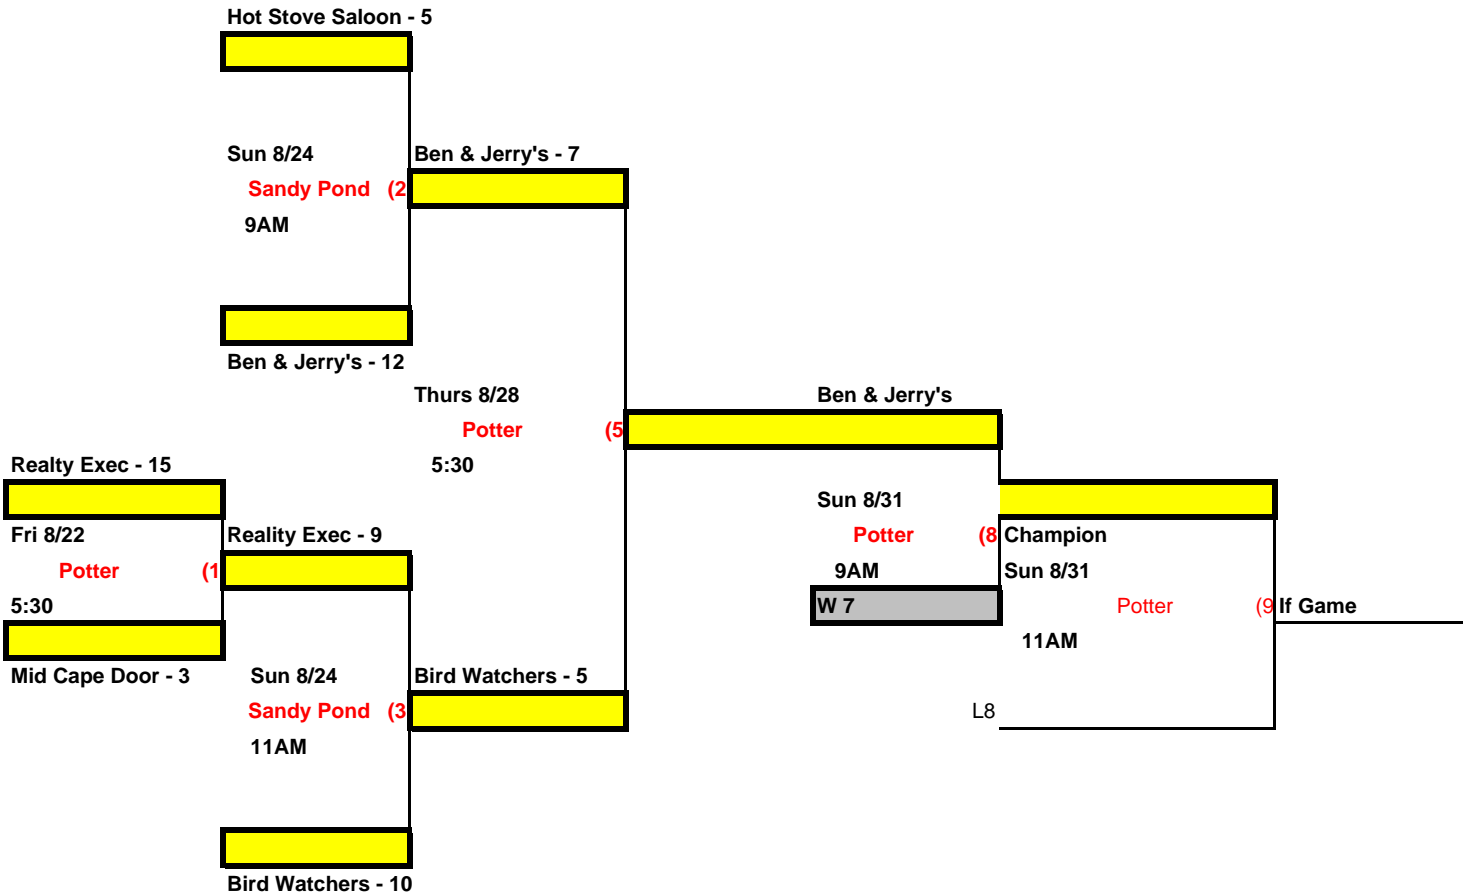 Hot Stove Saloon - 5
Sun 8/24
Ben & Jerry's - 7
Sandy Pond (2
9AM
Ben & Jerry's - 12
Thurs 8/28
Ben & Jerry's
Potter (5
Realty Exec - 15
5:30
Sun 8/31
Fri 8/22
Reality Exec - 9
Potter (8
Champion
Potter (1
9AM
Sun 8/31
5:30
W 7
Potter (9
If Game
11AM
Mid Cape Door - 3
Sun 8/24
Bird Watchers - 5
Sandy Pond (3
L8
11AM
Bird Watchers - 10